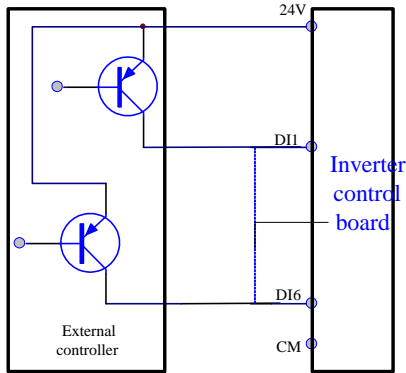 24V
DI1
Inverter
control
board
DI6
External
controller
CM